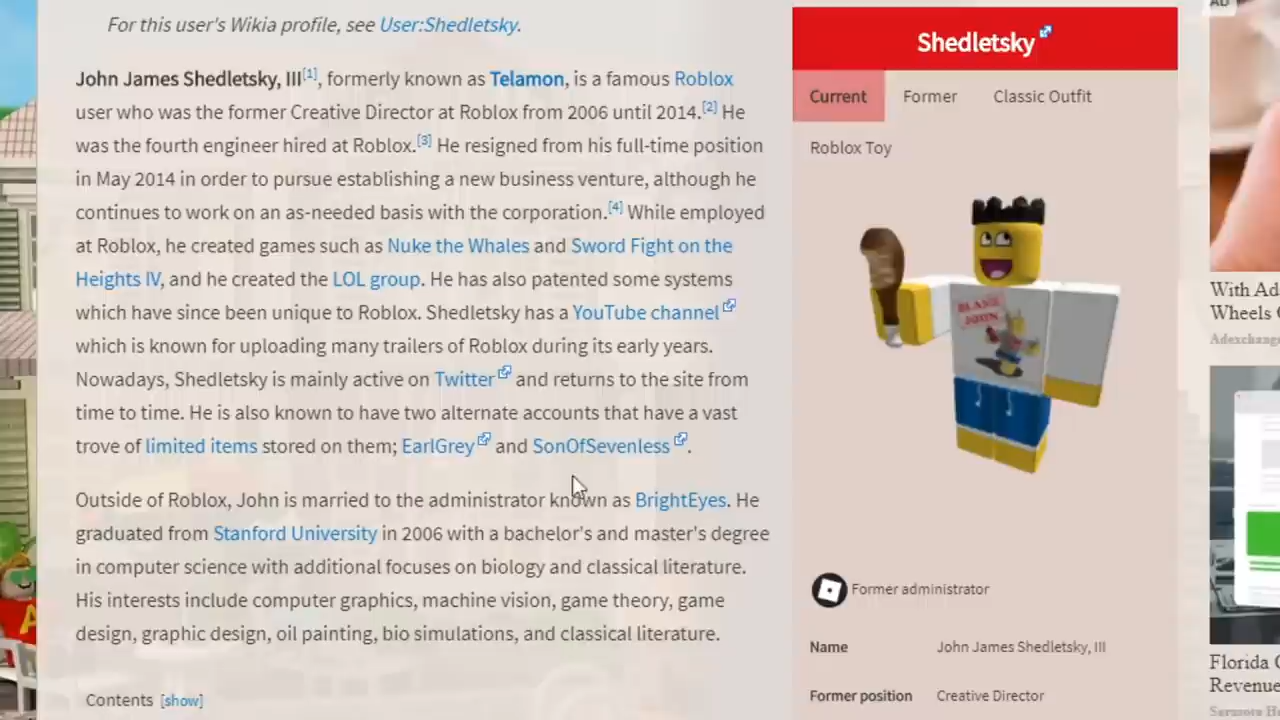 For this user's Wikia profile, see User:Shedletsky.
John James Shedletsky, III[1], formerly known as Telamon, is a famous Roblox
user who was the former Creative Director at Roblox from 2006 until 2014.[2] He
was the fourth engineer hired at Roblox.[3] He resigned from his full-time position
in May 2014 in order to pursue establishing a new business venture, although he
continues to work on an as-needed basis with the corporation.[4] While employed
at Roblox, he created games such as Nuke the Whales and Sword Fight on the
Heights IV, and he created the LOL group. He has also patented some systems
which have since been unique to Roblox. Shedletsky has a YouTube channel
which is known for uploading many trailers of Roblox during its early years.
Nowadays, Shedletsky is mainly active on Twitter and returns to the site from
time to time. He is also known to have two alternate accounts that have a vast
trove of limited items stored on them; EarlGrey and SonOfSevenless.
Outside of Roblox, John is married to the administrator known as BrightEyes. He
graduated from Stanford University in 2006 with a bachelor's and master's degree
in computer science with additional focuses on biology and classical literature.
His interests include computer graphics, machine vision, game theory, game
design, graphic design, oil painting, bio simulations, and classical literature.
Contents [show]
Shedletsky
Current Former Classic Outfit
Roblox Toy
BLAME
JOHN
Former administrator
Name John James Shedletsky, III
Former position Creative Director
AD
With Ad
Wheels
Adexchang
Florida
Revenue